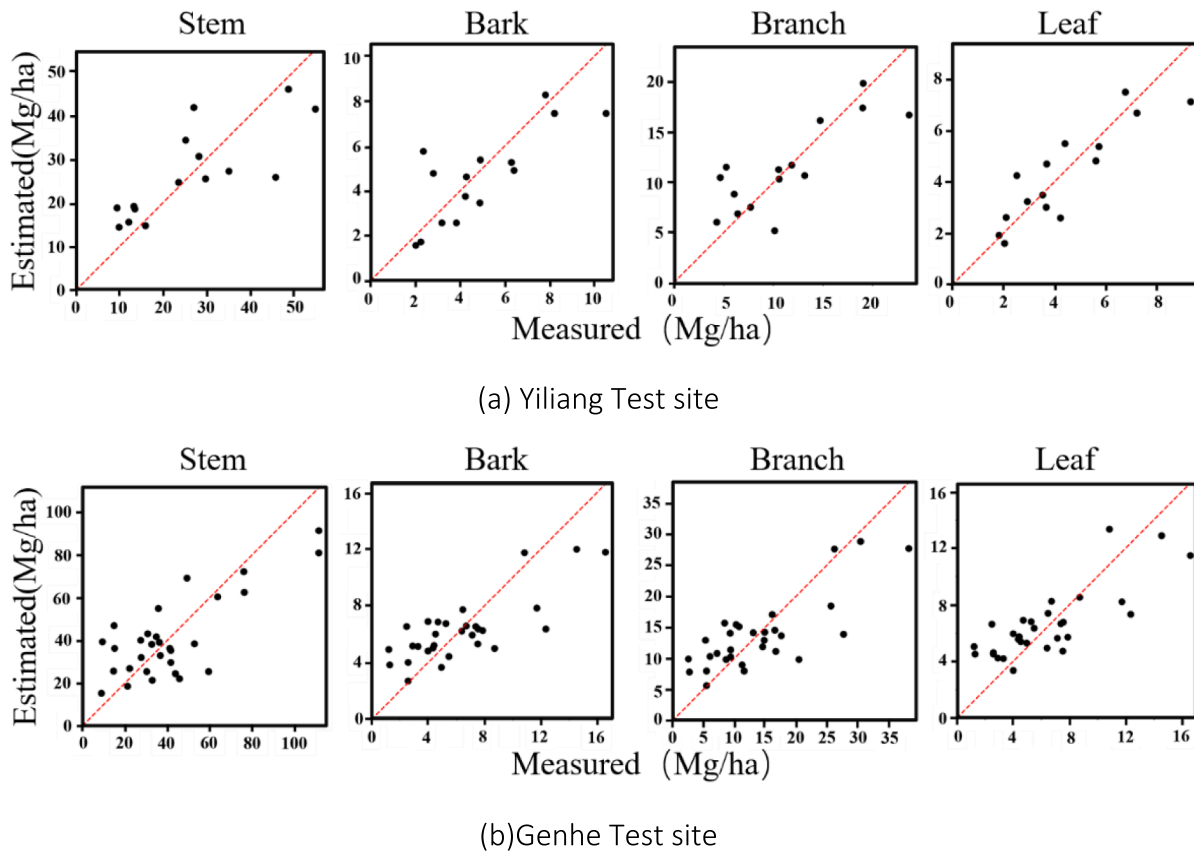 Stem Bark Branch Leaf
Estimated(Mg/ha)
50 40 30 20 10 0
0 10 20 30 40 50
10 8 6 4 2 0
0 2 4 6 8 10
20 15 10 5 0
0 5 10 15 20
8 6 4 2 0
0 2 4 6 8
Measured (Mg/ha)
(a) Yiliang Test site
Stem Bark Branch Leaf
Estimated(Mg/ha)
100 80 60 40 20 0
0 20 40 60 80 100
16 12 8 4 0
0 4 8 12 16
35 30 25 20 15 10 5 0
0 5 10 15 20 25 30 35
16 12 8 4 0
0 4 8 12 16
Measured (Mg/ha)
(b)Genhe Test site